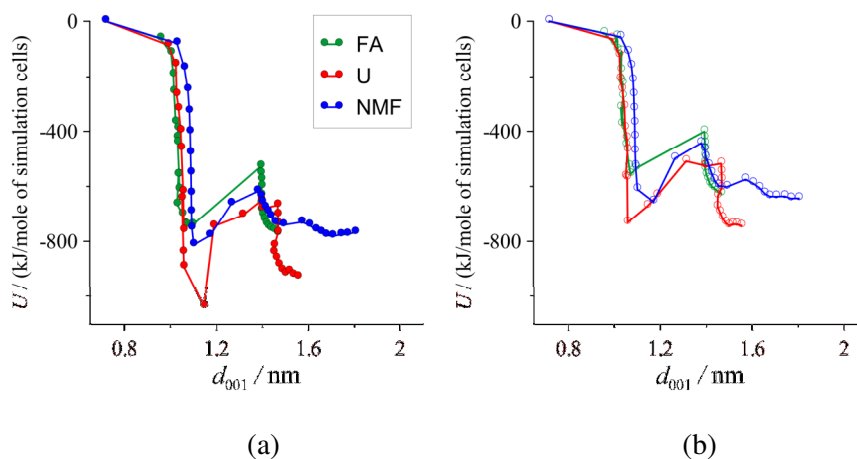 0
-400
-800
U / (kJ/mole of simulation cells)
FA
U
NMF
0.8 1.2 1.6 2
d001 / nm
(a)
0
-400
-800
U / (kJ/mole of simulation cells)
0.8 1.2 1.6 2
d001 / nm
(b)